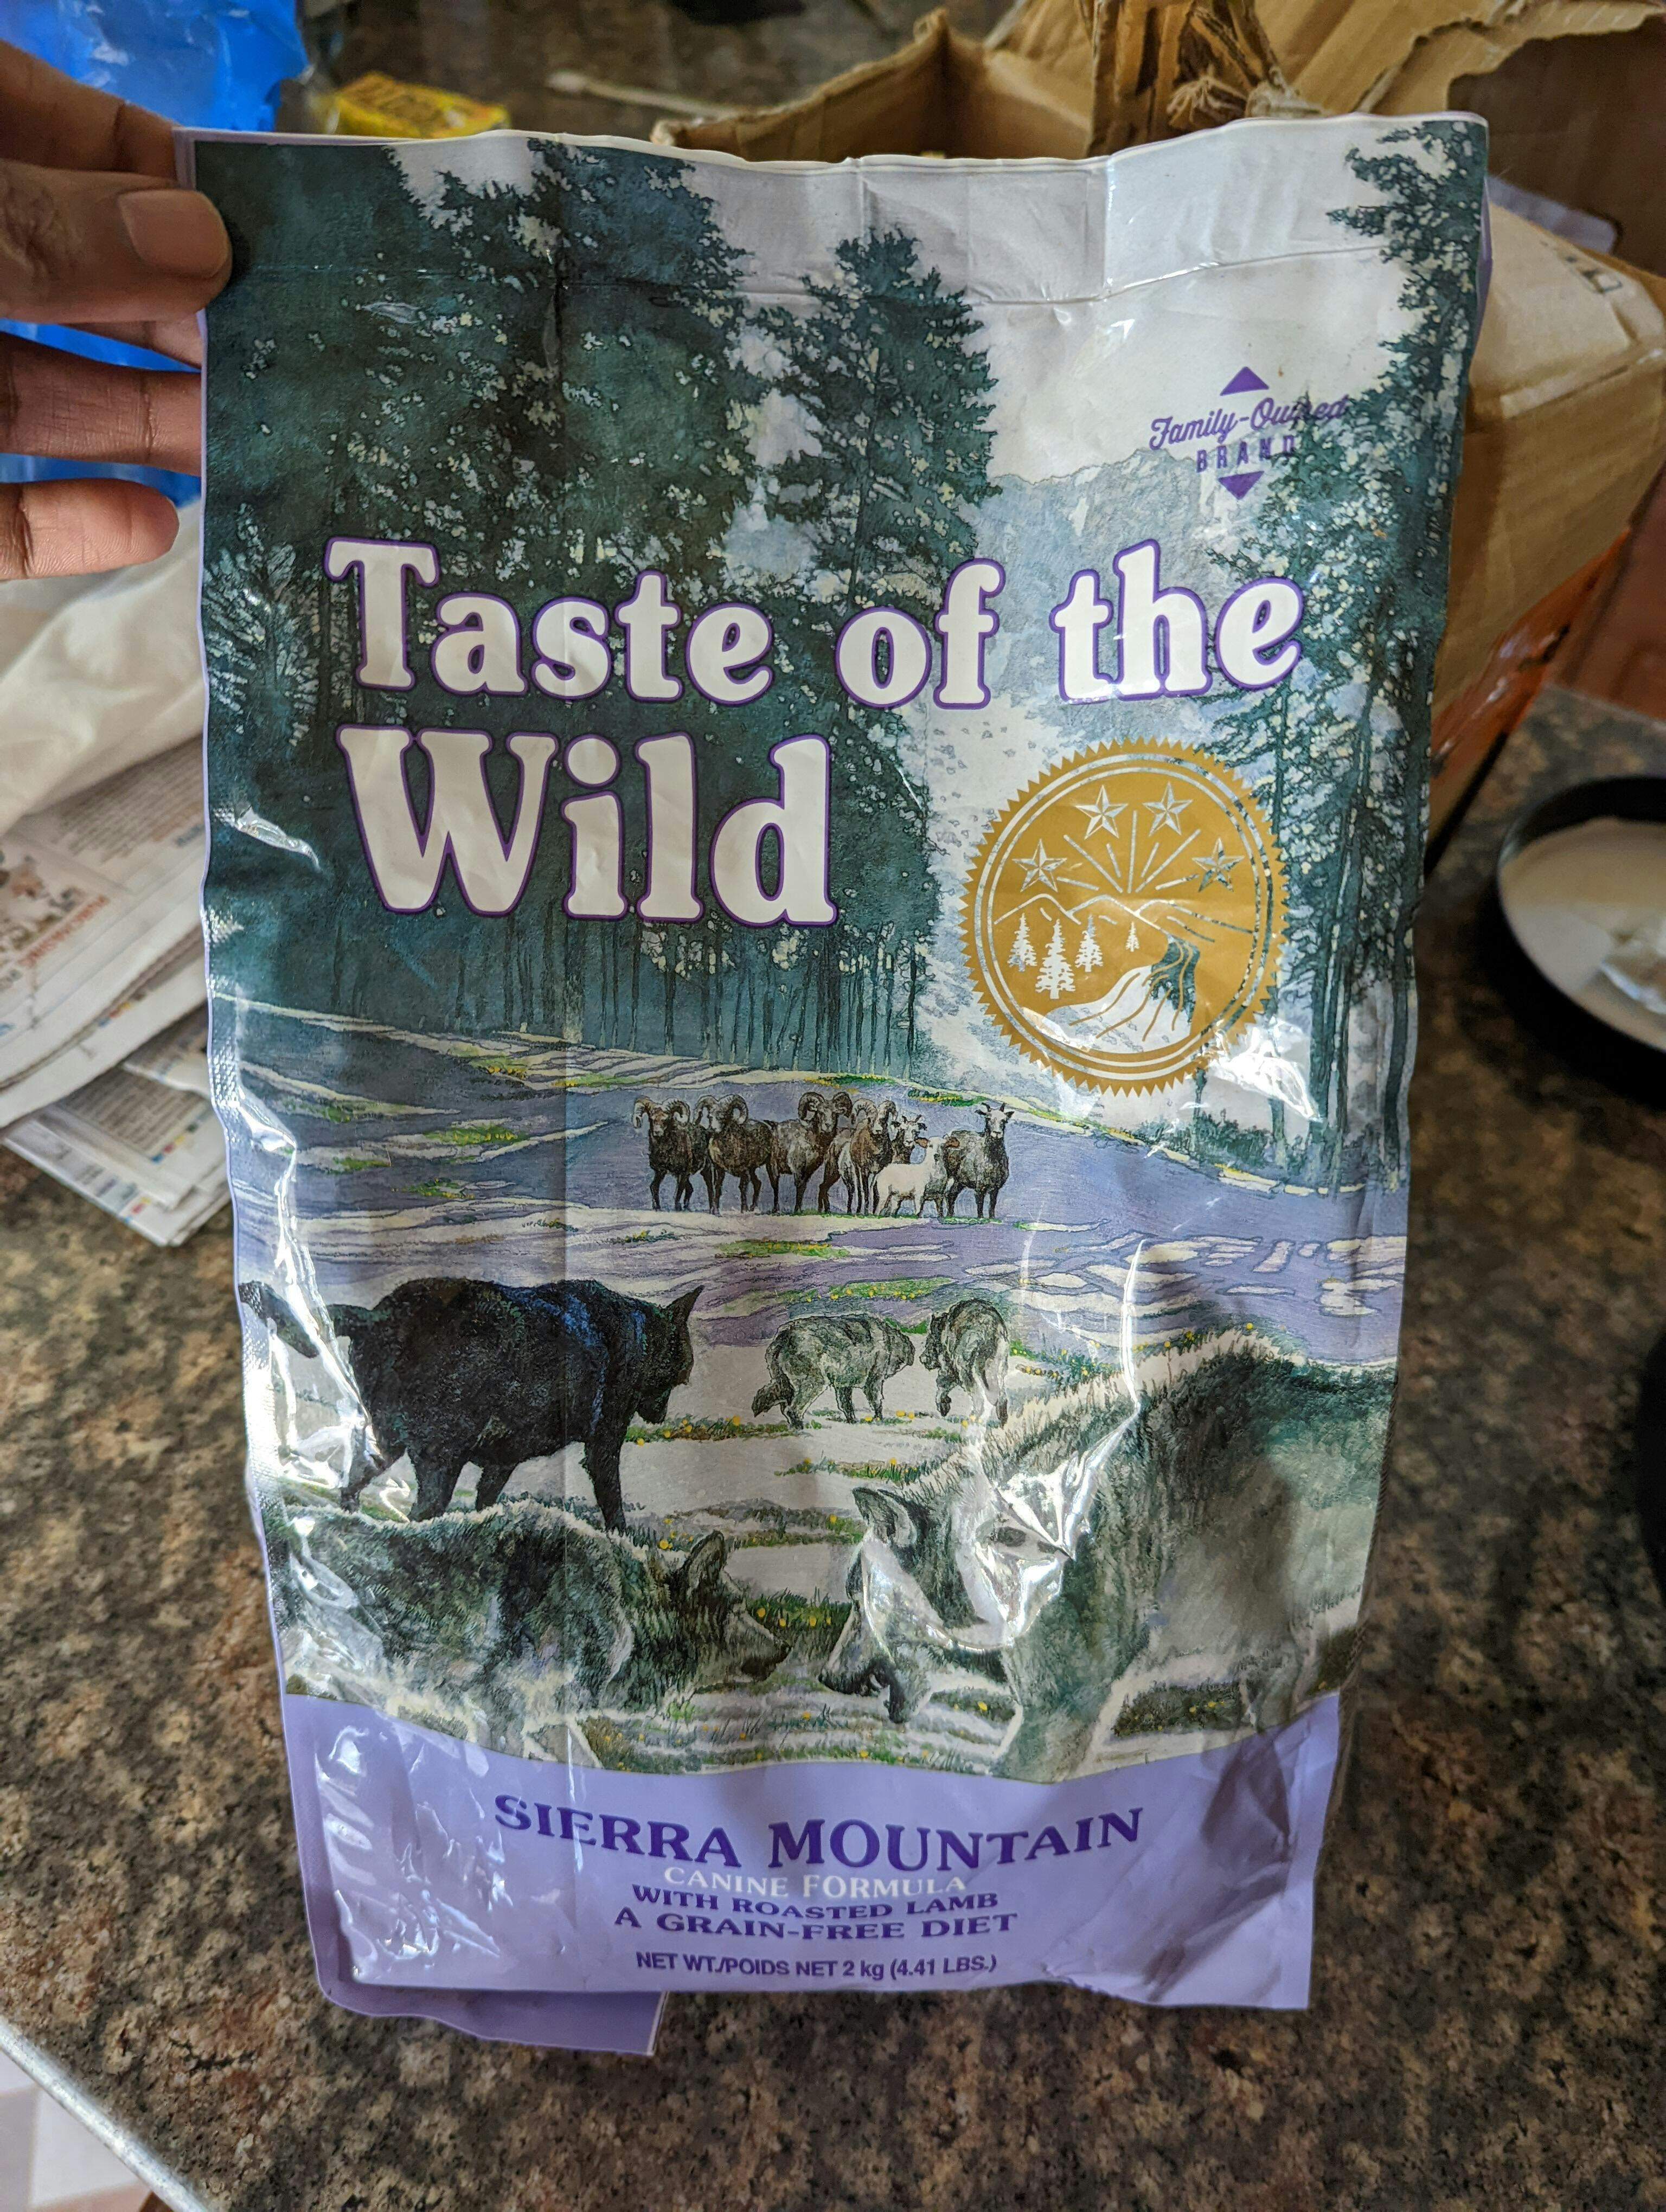 Family-Owned
BRAND
Taste of the
Wild
SIERRA MOUNTAIN
CANINE FORMULA
WITH ROASTED LAMB
A GRAIN-FREE DIET
NET WT./POIDS NET 2 kg (4.41 LBS.)